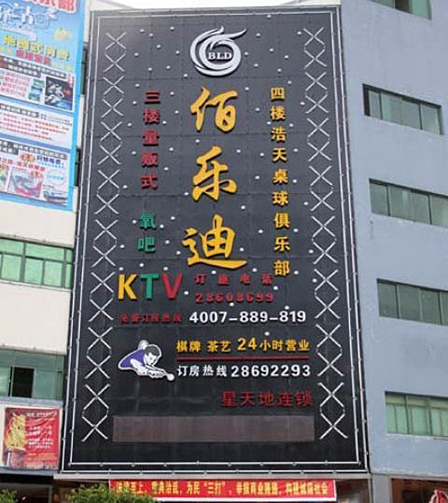 BLD
佰乐迪
三楼量贩式
氧吧
四楼浩天桌球俱乐部
KTV
订座电话
28608699
免费订房热线 4007-889-819
棋牌 茶艺 24小时营业
订房热线 28692293
星天地连锁